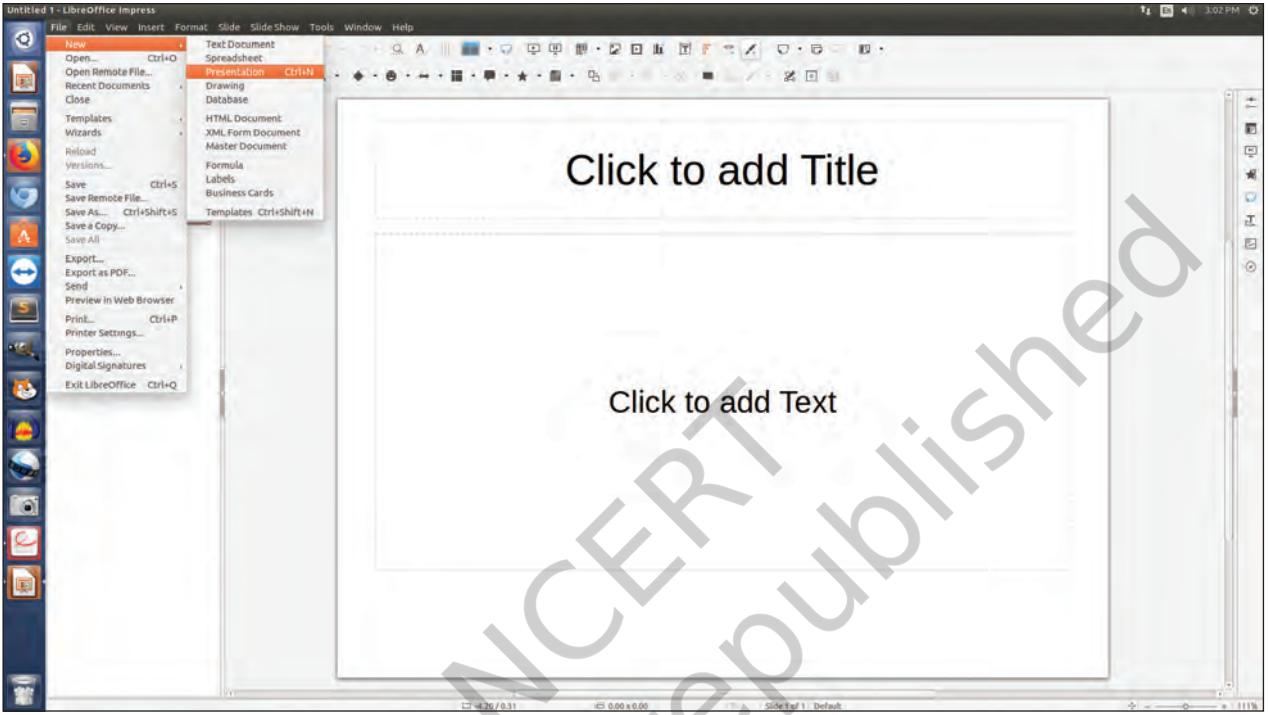 Untitled 1 - LibreOffice Impress
En 3:02 PM
File Edit View Insert Format Slide Slide Show Tools Window Help
New
Open... Ctrl+O
Open Remote File...
Recent Documents
Close
Templates
Wizards
Reload
Versions...
Save Ctrl+S
Save Remote File...
Save As... Ctrl+Shift+S
Save a Copy...
Save All
Export...
Export as PDF...
Send
Preview in Web Browser
Print... Ctrl+P
Printer Settings...
Properties...
Digital Signatures
Exit LibreOffice Ctrl+Q
Text Document
Spreadsheet
Presentation Ctrl+N
Drawing
Database
HTML Document
XML Form Document
Master Document
Formula
Labels
Business Cards
Templates Ctrl+Shift+N
Click to add Title
Click to add Text
NCERT
republished
-4.20 / 0.31 0.00 x 0.00 Slide 1 of 1 Default 111%